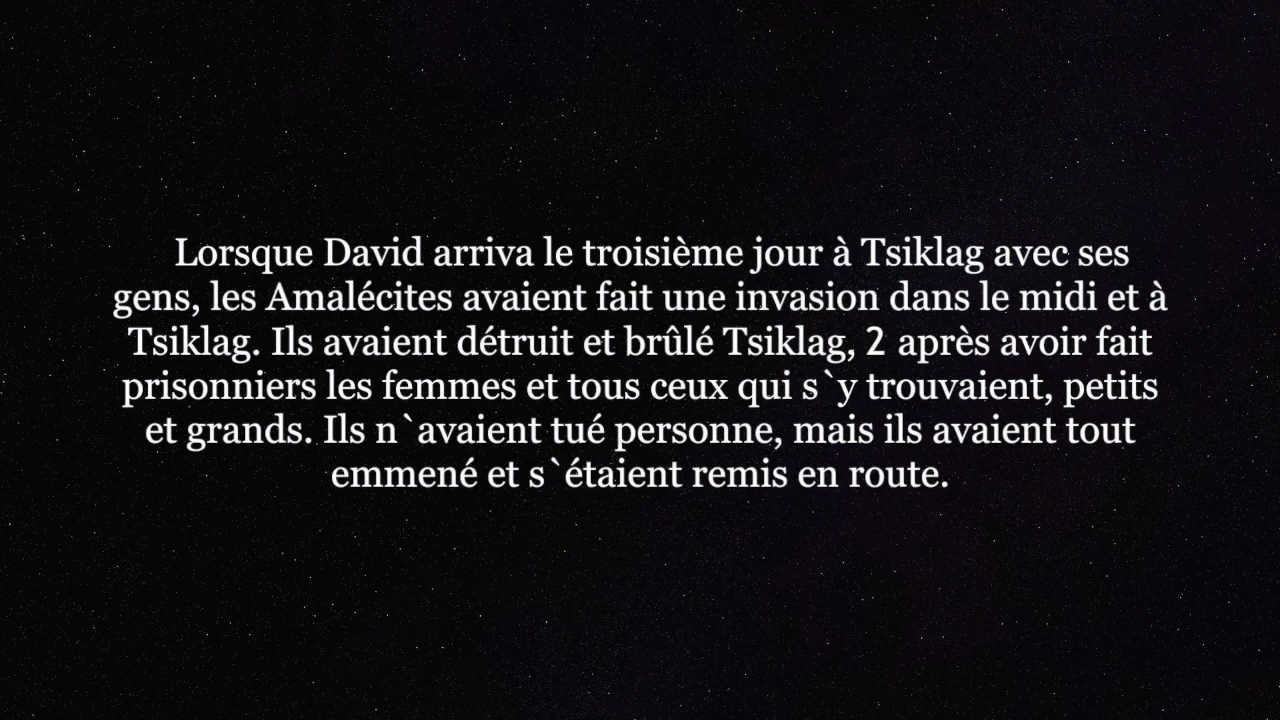 Lorsque David arriva le troisième jour à Tsiklag avec ses
gens, les Amalécites avaient fait une invasion dans le midi et à
Tsiklag. Ils avaient détruit et brûlé Tsiklag, 2 après avoir fait
prisonniers les femmes et tous ceux qui s`y trouvaient, petits
et grands. Ils n`avaient tué personne, mais ils avaient tout
emmené et s`étaient remis en route.